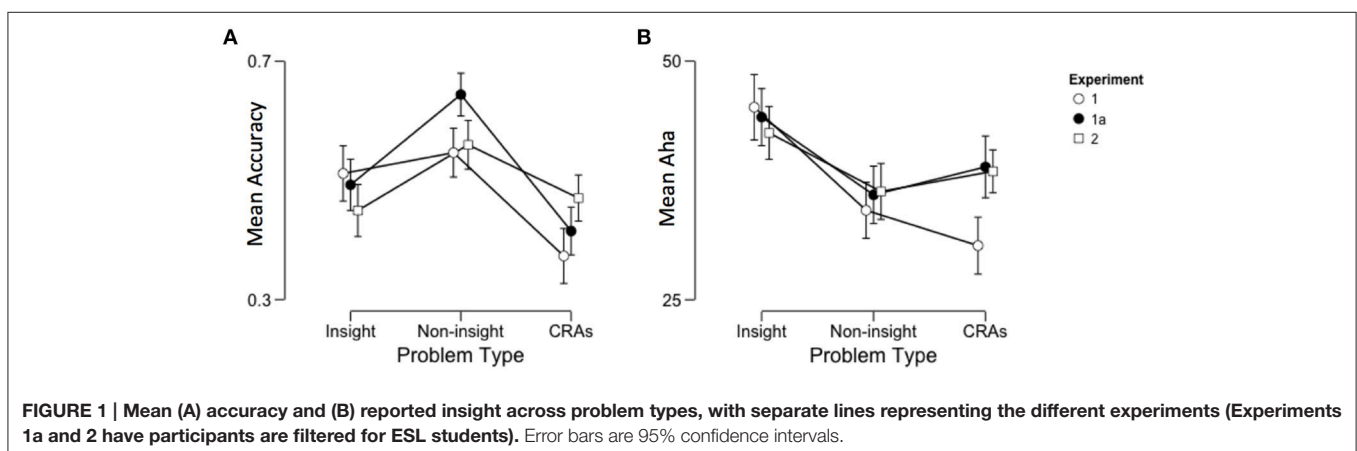 A
0.7
Mean Accuracy
0.3
Insight Non-insight CRAs
Problem Type
B
50
Mean Aha
25
Insight Non-insight CRAs
Problem Type
Experiment
1
1a
2
FIGURE 1 | Mean (A) accuracy and (B) reported insight across problem types, with separate lines representing the different experiments (Experiments
1a and 2 have participants are filtered for ESL students). Error bars are 95% confidence intervals.